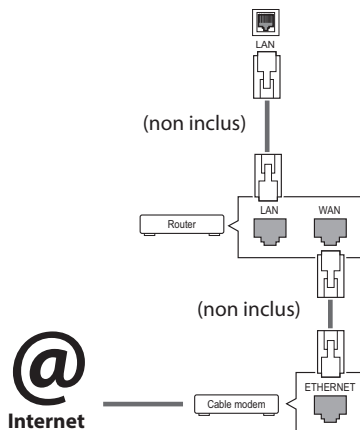 LAN
(non inclus)
LAN WAN
Router
(non inclus)
ETHERNET
Cable modem
@
Internet